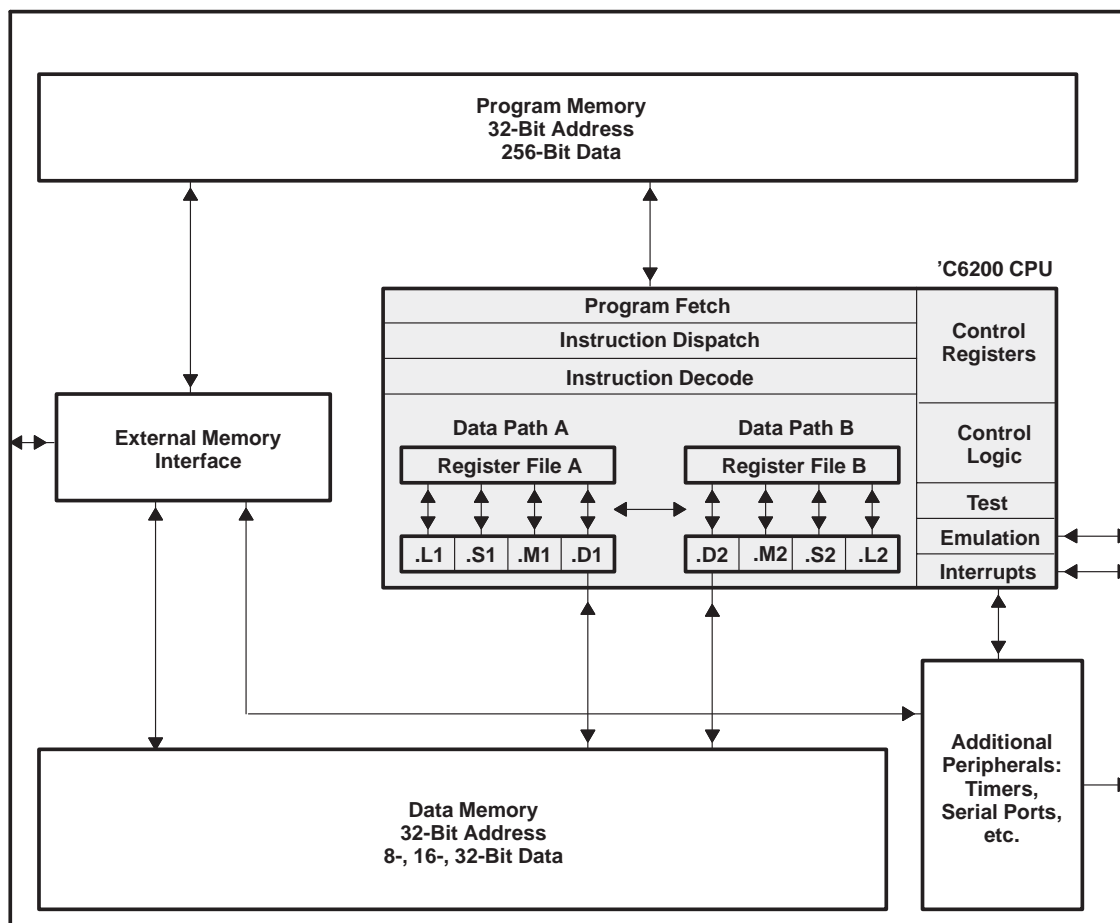 Program Memory
32-Bit Address
256-Bit Data
'C6200 CPU
Program Fetch
Instruction Dispatch
Instruction Decode
Control
Registers
Control
Logic
Test
Emulation
Interrupts
External Memory
Interface
Data Path A
Data Path B
Register File A
Register File B
.L1 .S1 .M1 .D1
.D2 .M2 .S2 .L2
Additional
Peripherals:
Timers,
Serial Ports,
etc.
Data Memory
32-Bit Address
8-, 16-, 32-Bit Data